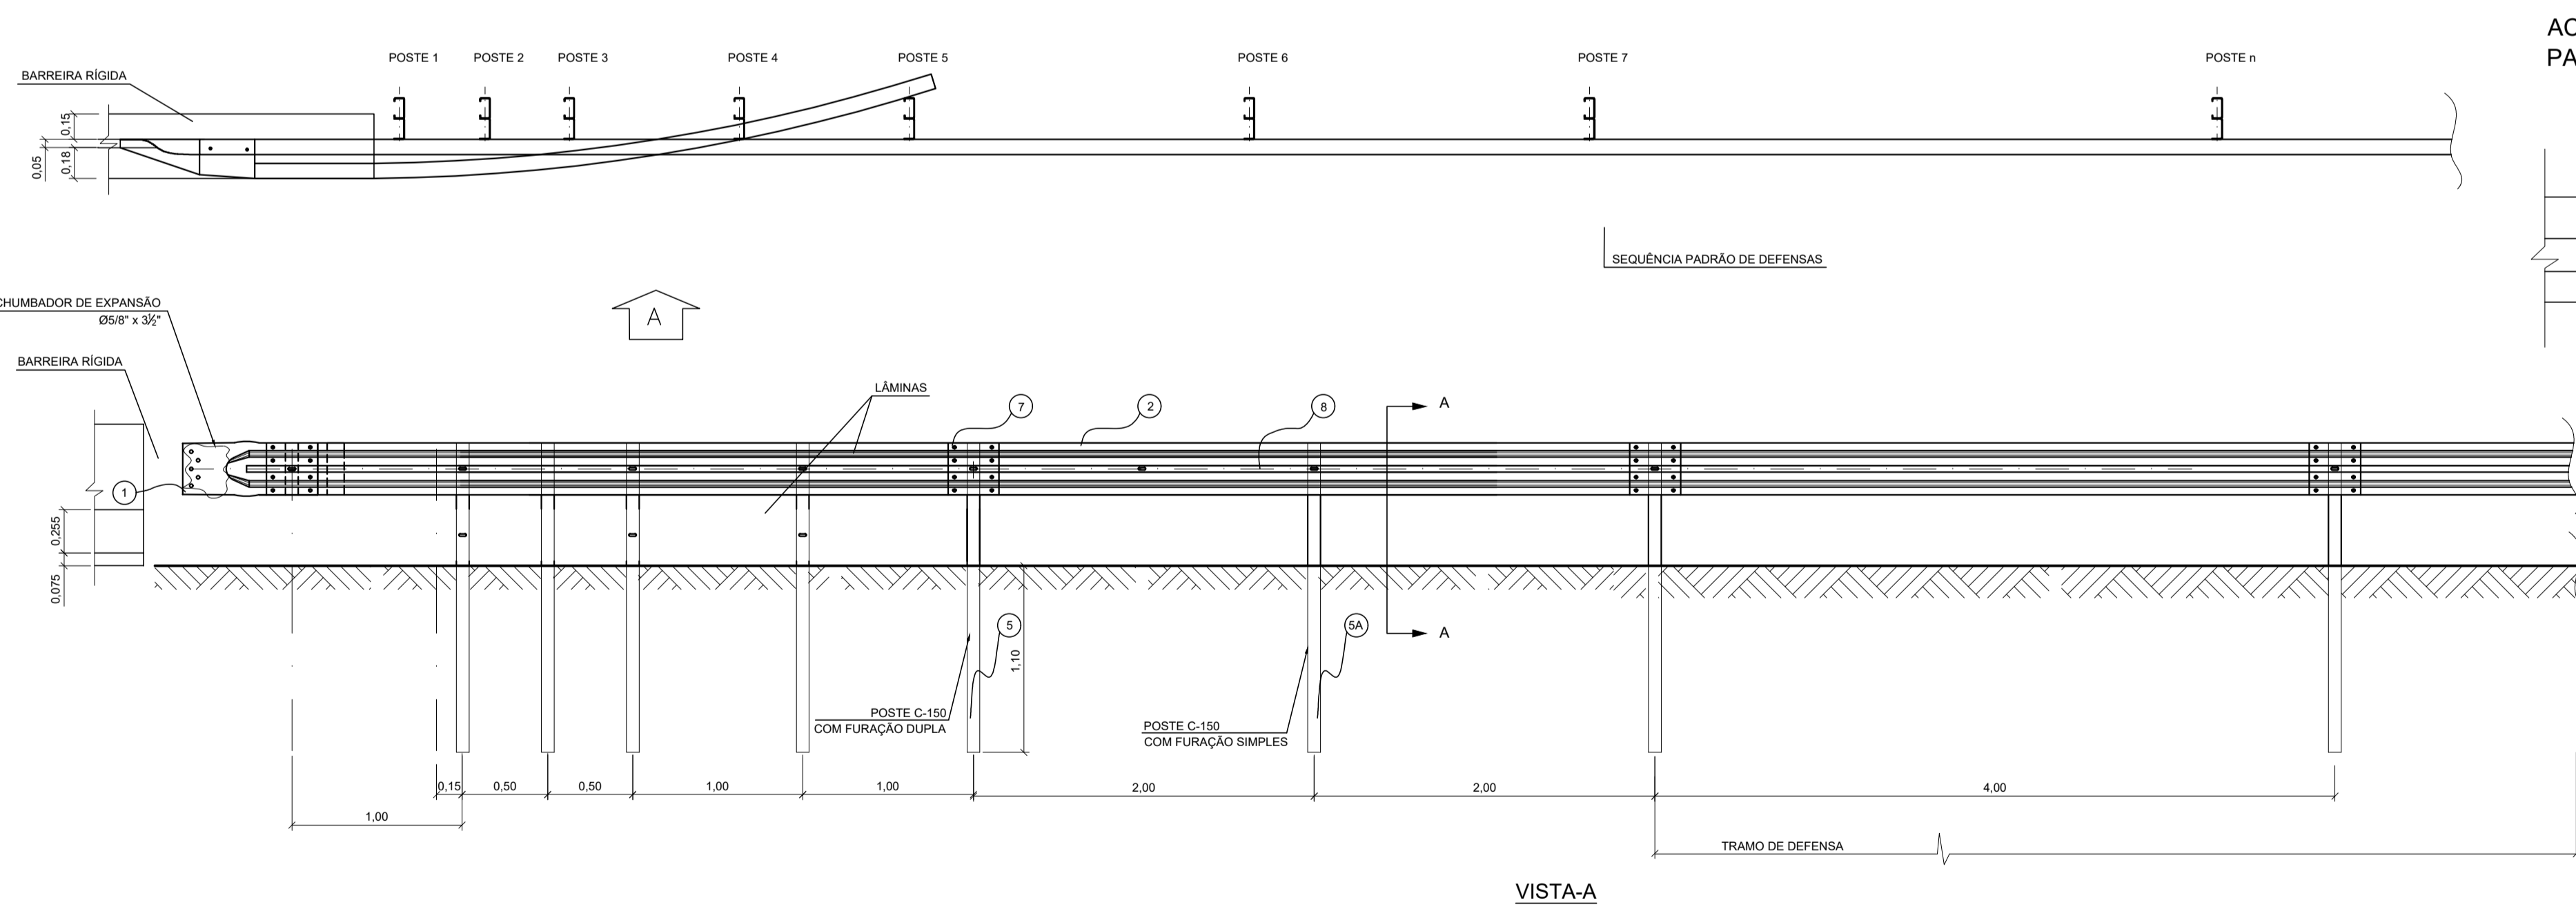 AC
PA
POSTE 1
POSTE 2
POSTE 3
POSTE 4
POSTE 5
POSTE 6
POSTE 7
POSTE n
BARREIRA RÍGIDA
0,15
0,05
0,18
SEQUÊNCIA PADRÃO DE DEFENSAS
CHUMBADOR DE EXPANSÃO
Ø5/8" x 3½"
A
BARREIRA RÍGIDA
LÂMINAS
7
2
8
A
1
0,255
0,075
5
5A
A
1,10
POSTE C-150
COM FURAÇÃO DUPLA
POSTE C-150
COM FURAÇÃO SIMPLES
0,15
0,50
0,50
1,00
1,00
2,00
2,00
4,00
1,00
TRAMO DE DEFENSA
VISTA-A